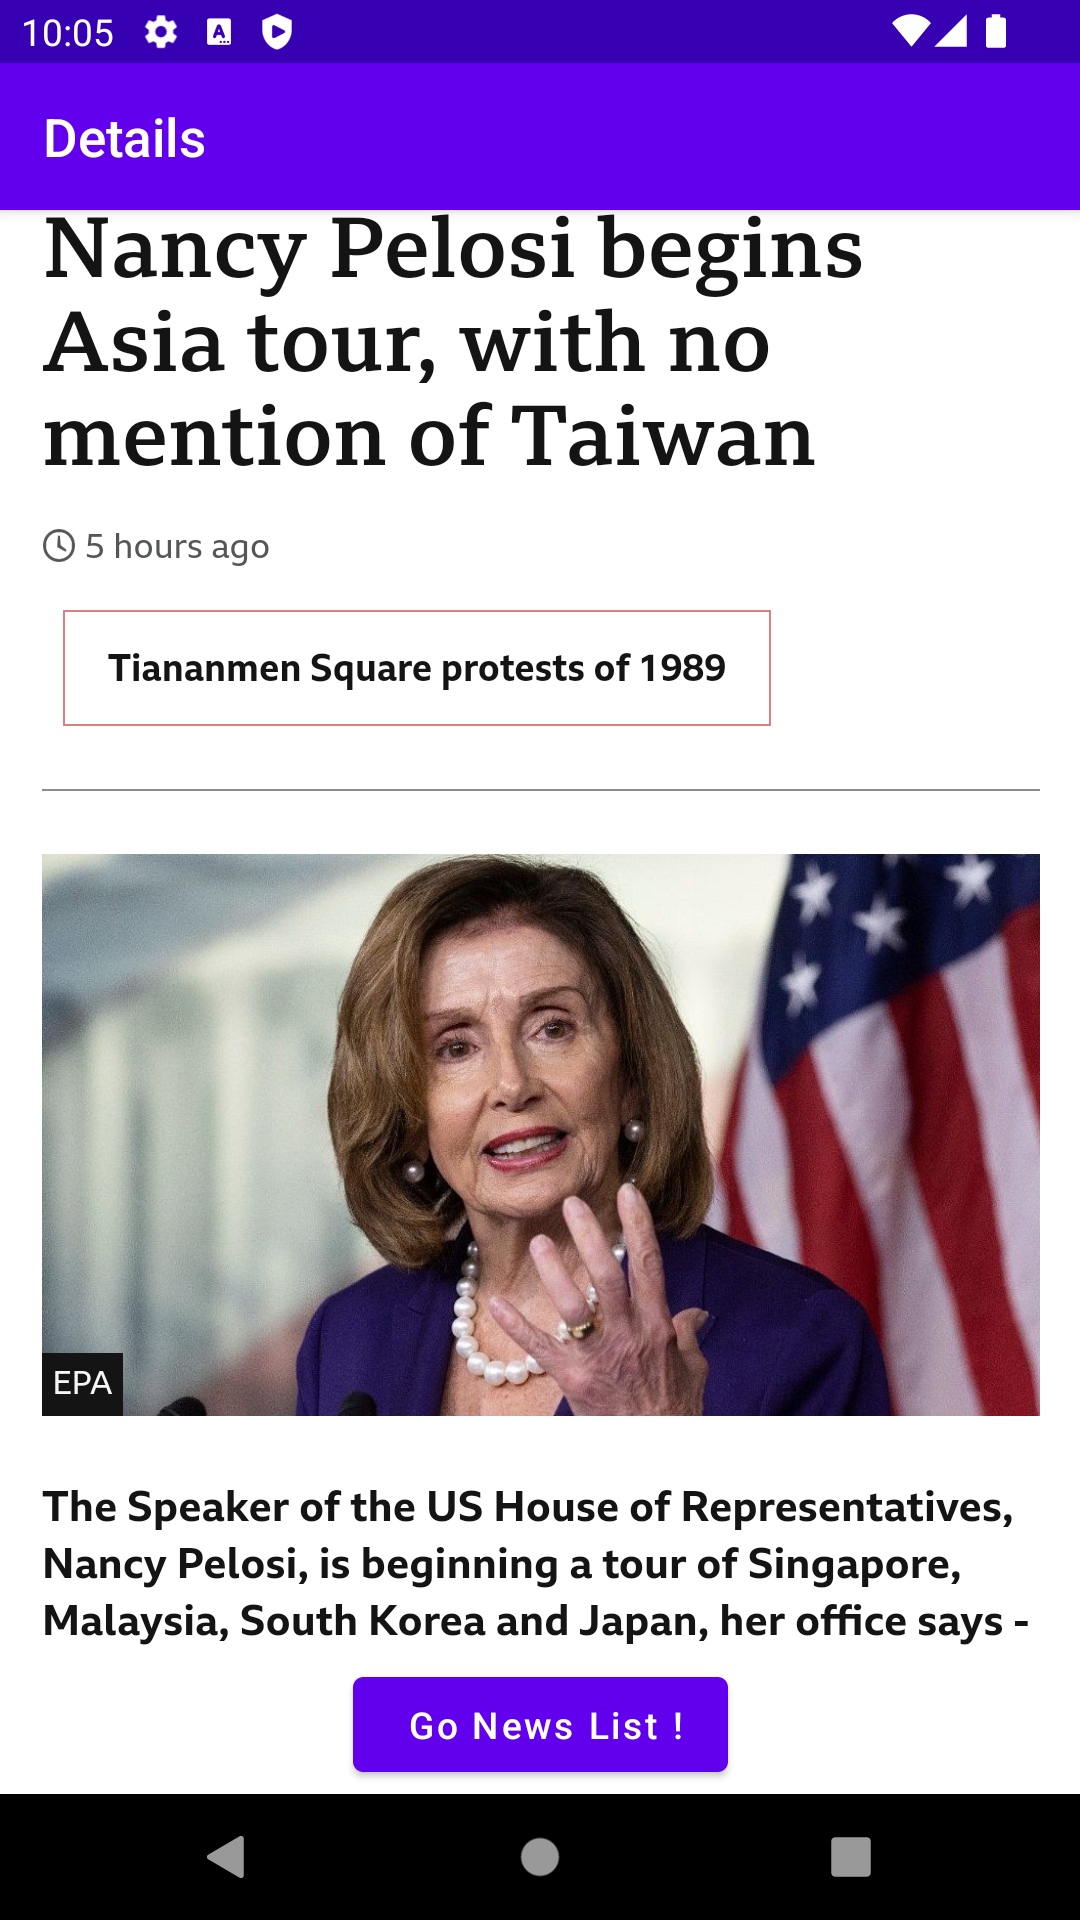 10:05
Details
Nancy Pelosi begins
Asia tour, with no
mention of Taiwan
5 hours ago
Tiananmen Square protests of 1989
EPA
The Speaker of the US House of Representatives,
Nancy Pelosi, is beginning a tour of Singapore,
Malaysia, South Korea and Japan, her office says -
Go News List !